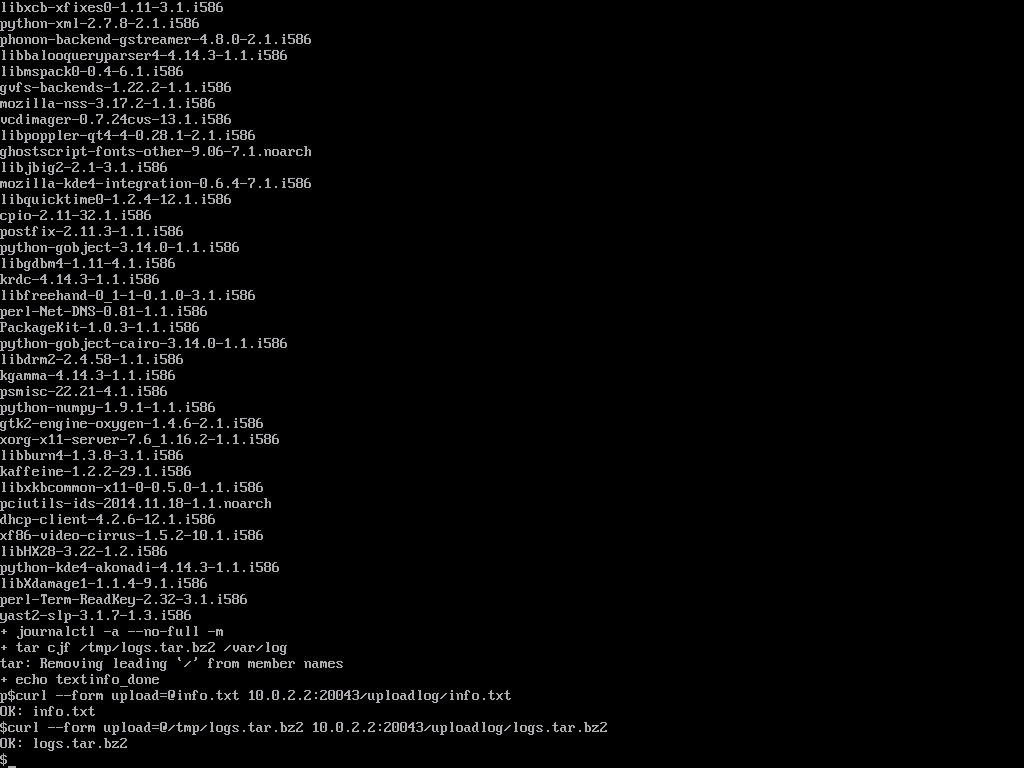 libxcb-xfixes0-1.11-3.1.i586
python-xml-2.7.8-2.1.i586
phonon-backend-gstreamer-4.8.0-2.1.i586
libbalooqueryparser4-4.14.3-1.1.i586
libmspack0-0.4-6.1.i586
gvfs-backends-1.22.2-1.1.i586
mozilla-nss-3.17.2-1.1.i586
vcdimager-0.7.24cvs-13.1.i586
libpoppler-qt4-4-0.28.1-2.1.i586
ghostscript-fonts-other-9.06-7.1.noarch
libjbig2-2.1-3.1.i586
mozilla-kde4-integration-0.6.4-7.1.i586
libquicktime0-1.2.4-12.1.i586
cpio-2.11-32.1.i586
postfix-2.11.3-1.1.i586
python-gobject-3.14.0-1.1.i586
libgdbm4-1.11-4.1.i586
krdc-4.14.3-1.1.i586
libfreehand-0_1-1-0.1.0-3.1.i586
perl-Net-DNS-0.81-1.1.i586
PackageKit-1.0.3-1.1.i586
python-gobject-cairo-3.14.0-1.1.i586
libdrm2-2.4.58-1.1.i586
kgamma-4.14.3-1.1.i586
psmisc-22.21-4.1.i586
python-numpy-1.9.1-1.1.i586
gtk2-engine-oxygen-1.4.6-2.1.i586
xorg-x11-server-7.6_1.16.2-1.1.i586
libburn4-1.3.8-3.1.i586
kaffeine-1.2.2-29.1.i586
libxkbcommon-x11-0-0.5.0-1.1.i586
pciutils-ids-2014.11.18-1.1.noarch
dhcp-client-4.2.6-12.1.i586
xf86-video-cirrus-1.5.2-10.1.i586
libHX28-3.22-1.2.i586
python-kde4-akonadi-4.14.3-1.1.i586
libXdamage1-1.1.4-9.1.i586
perl-Term-ReadKey-2.32-3.1.i586
yast2-slp-3.1.7-1.3.i586
+ journalctl -a --no-full -m
+ tar cjf /tmp/logs.tar.bz2 /var/log
tar: Removing leading `/' from member names
+ echo textinfo_done
p$curl --form upload=@info.txt 10.0.2.2:20043/uploadlog/info.txt
OK: info.txt
$curl --form upload=@/tmp/logs.tar.bz2 10.0.2.2:20043/uploadlog/logs.tar.bz2
OK: logs.tar.bz2
$_